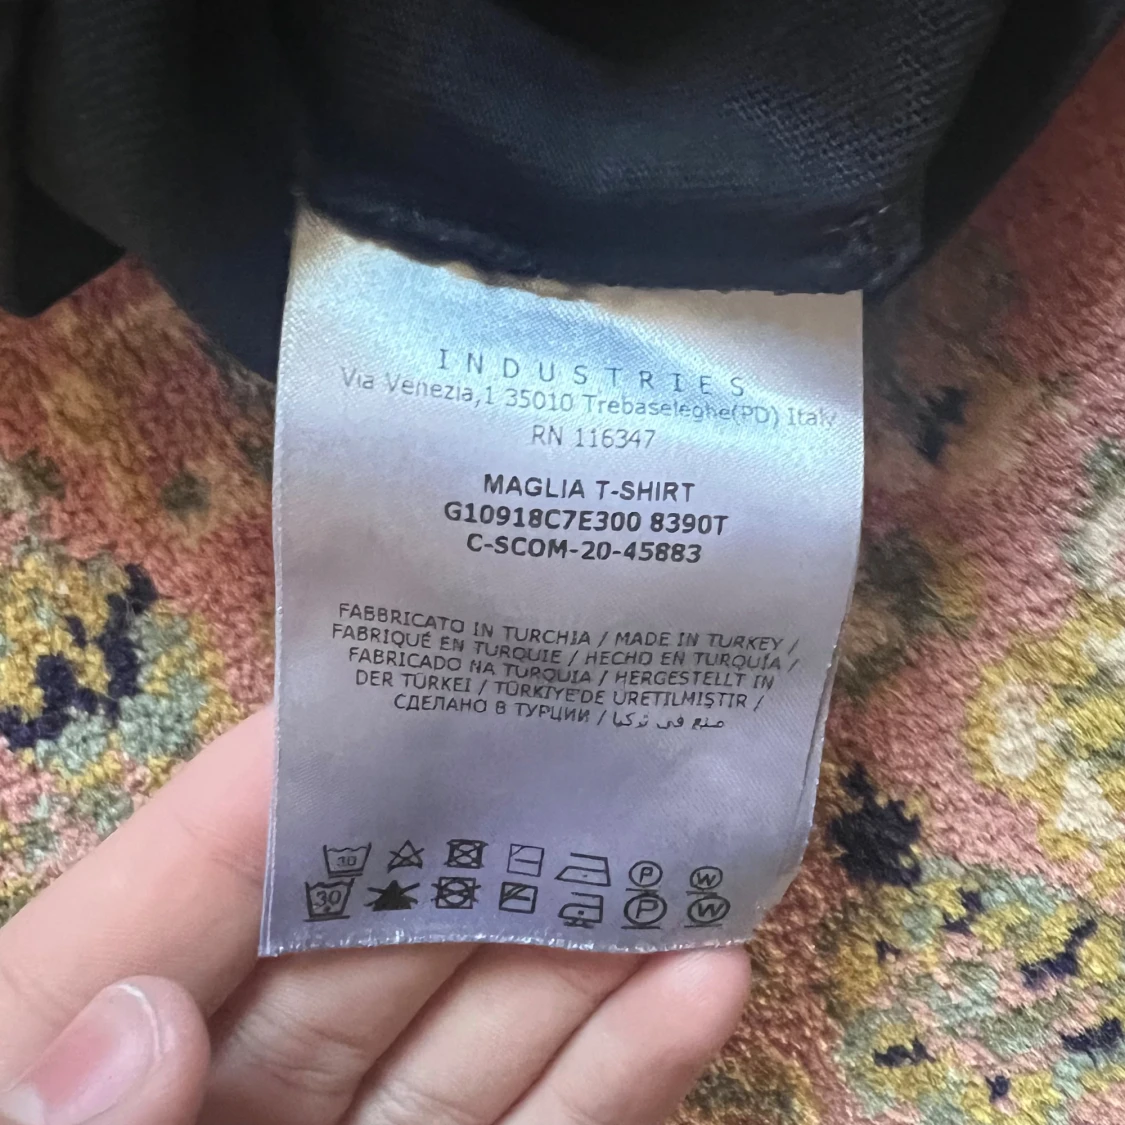 INDUSTRIES
Via Venezia,1 35010 Trebaseleghe(PD) Italy
RN 116347
MAGLIA T-SHIRT
G10918C7E300 8390T
C-SCOM-20-45883
FABBRICATO IN TURCHIA / MADE IN TURKEY /
FABRIQUÉ EN TURQUIE / HECHO EN TURQUÍA /
FABRICADO NA TURQUIA / HERGESTELLT IN
DER TÜRKEI / TÜRKIYE'DE ÜRETILMIŞTIR /
СДЕЛАНО В ТУРЦИИ / صنع في تركيا
30 P W
30 P W